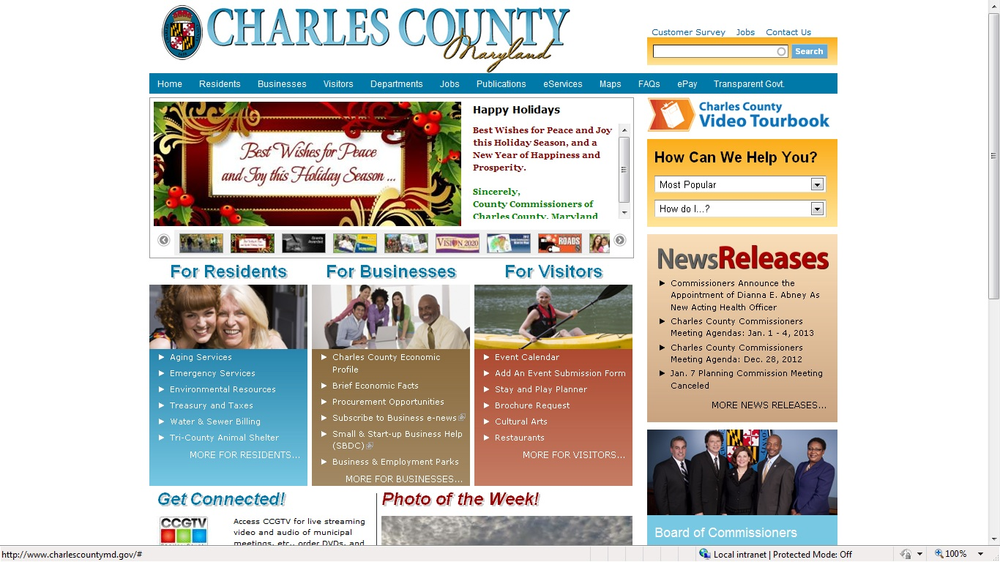 CHARLES COUNTY
Maryland
Customer Survey Jobs Contact Us
Search
Home Residents Businesses Visitors Departments Jobs Publications eServices Maps FAQs ePay Transparent Govt.
Best Wishes for Peace
and Joy this Holiday Season ...
Happy Holidays
Best Wishes for Peace and Joy
this Holiday Season, and a
New Year of Happiness and
Prosperity.
Sincerely,
County Commissioners of
Charles County, Maryland
VISION 2020
ROADS
Charles County
Video Tourbook
How Can We Help You?
Most Popular
How do I...?
NewsReleases
Commissioners Announce the
Appointment of Dianna E. Abney As
New Acting Health Officer
Charles County Commissioners
Meeting Agendas: Jan. 1 - 4, 2013
Charles County Commissioners
Meeting Agenda: Dec. 28, 2012
Jan. 7 Planning Commission Meeting
Canceled
MORE NEWS RELEASES...
For Residents
Aging Services
Emergency Services
Environmental Resources
Treasury and Taxes
Water & Sewer Billing
Tri-County Animal Shelter
MORE FOR RESIDENTS...
For Businesses
Charles County Economic
Profile
Brief Economic Facts
Procurement Opportunities
Subscribe to Business e-news
Small & Start-up Business Help
(SBDC)
Business & Employment Parks
MORE FOR BUSINESSES...
For Visitors
Event Calendar
Add An Event Submission Form
Stay and Play Planner
Brochure Request
Cultural Arts
Restaurants
MORE FOR VISITORS...
Board of Commissioners
Get Connected!
CCGTV
Access CCGTV for live streaming
video and audio of municipal
meetings, etc., order DVDs, and
Photo of the Week!
http://www.charlescountymd.gov/#
Local intranet | Protected Mode: Off
100%